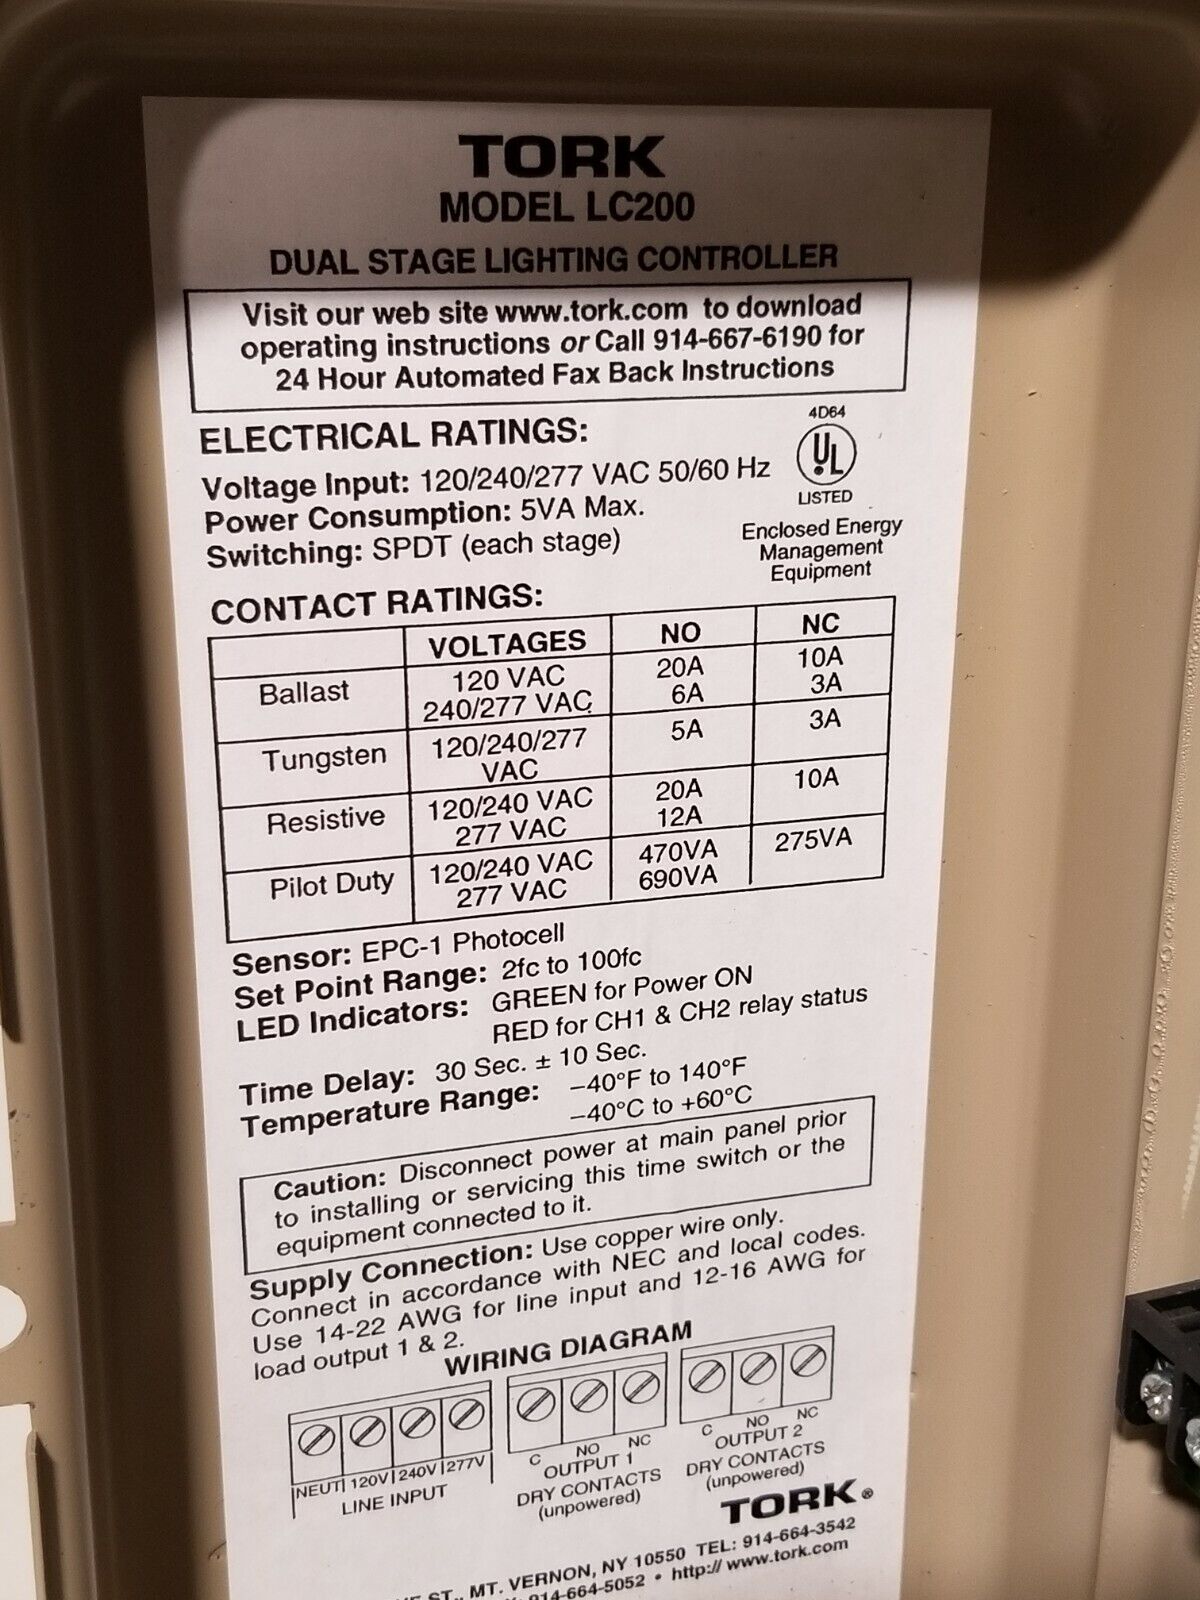 TORK
MODEL LC200
DUAL STAGE LIGHTING CONTROLLER
Visit our web site www.tork.com to download
operating instructions or Call 914-667-6190 for
24 Hour Automated Fax Back Instructions
ELECTRICAL RATINGS:
Voltage Input: 120/240/277 VAC 50/60 Hz
Power Consumption: 5VA Max.
Switching: SPDT (each stage)
4D64
UL
LISTED
Enclosed Energy
Management
Equipment
CONTACT RATINGS:
VOLTAGES NO NC
Ballast 120 VAC 20A 10A
240/277 VAC 6A 3A
Tungsten 120/240/277 5A 3A
VAC
Resistive 120/240 VAC 20A 10A
277 VAC 12A
Pilot Duty 120/240 VAC 470VA 275VA
277 VAC 690VA
Sensor: EPC-1 Photocell
Set Point Range: 2fc to 100fc
LED Indicators: GREEN for Power ON
RED for CH1 & CH2 relay status
Time Delay: 30 Sec. ± 10 Sec.
Temperature Range: –40°F to 140°F
–40°C to +60°C
Caution: Disconnect power at main panel prior
to installing or servicing this time switch or the
equipment connected to it.
Supply Connection: Use copper wire only.
Connect in accordance with NEC and local codes.
Use 14-22 AWG for line input and 12-16 AWG for
load output 1 & 2.
WIRING DIAGRAM
NEUT 120V 240V 277V
LINE INPUT
C NO NC
OUTPUT 1
DRY CONTACTS
(unpowered)
C NO NC
OUTPUT 2
DRY CONTACTS
(unpowered)
TORK®
ST., MT. VERNON, NY 10550 TEL: 914-664-3542
914-664-5052 • http:// www.tork.com